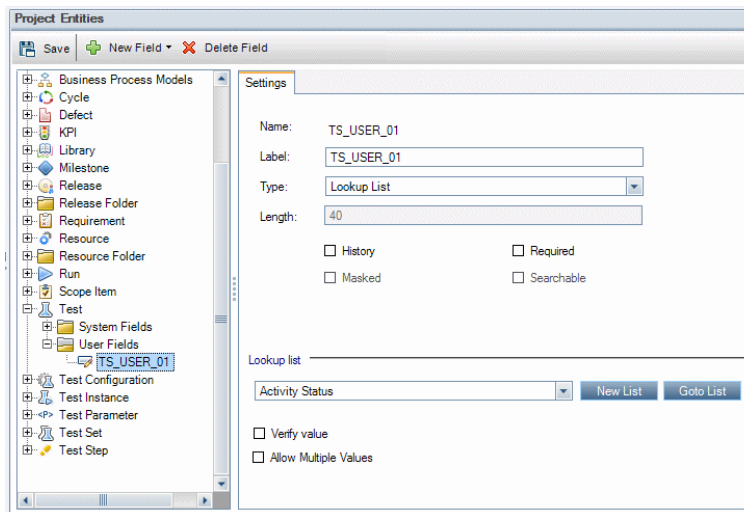 Project Entities
Save New Field Delete Field
Business Process Models
Cycle
Defect
KPI
Library
Milestone
Release
Release Folder
Requirement
Resource
Resource Folder
Run
Scope Item
Test
System Fields
User Fields
TS_USER_01
Test Configuration
Test Instance
<P> Test Parameter
Test Set
Test Step
Settings
Name: TS_USER_01
Label: TS_USER_01
Type: Lookup List
Length: 40
History Required
Masked Searchable
Lookup list
Activity Status New List Goto List
Verify value
Allow Multiple Values